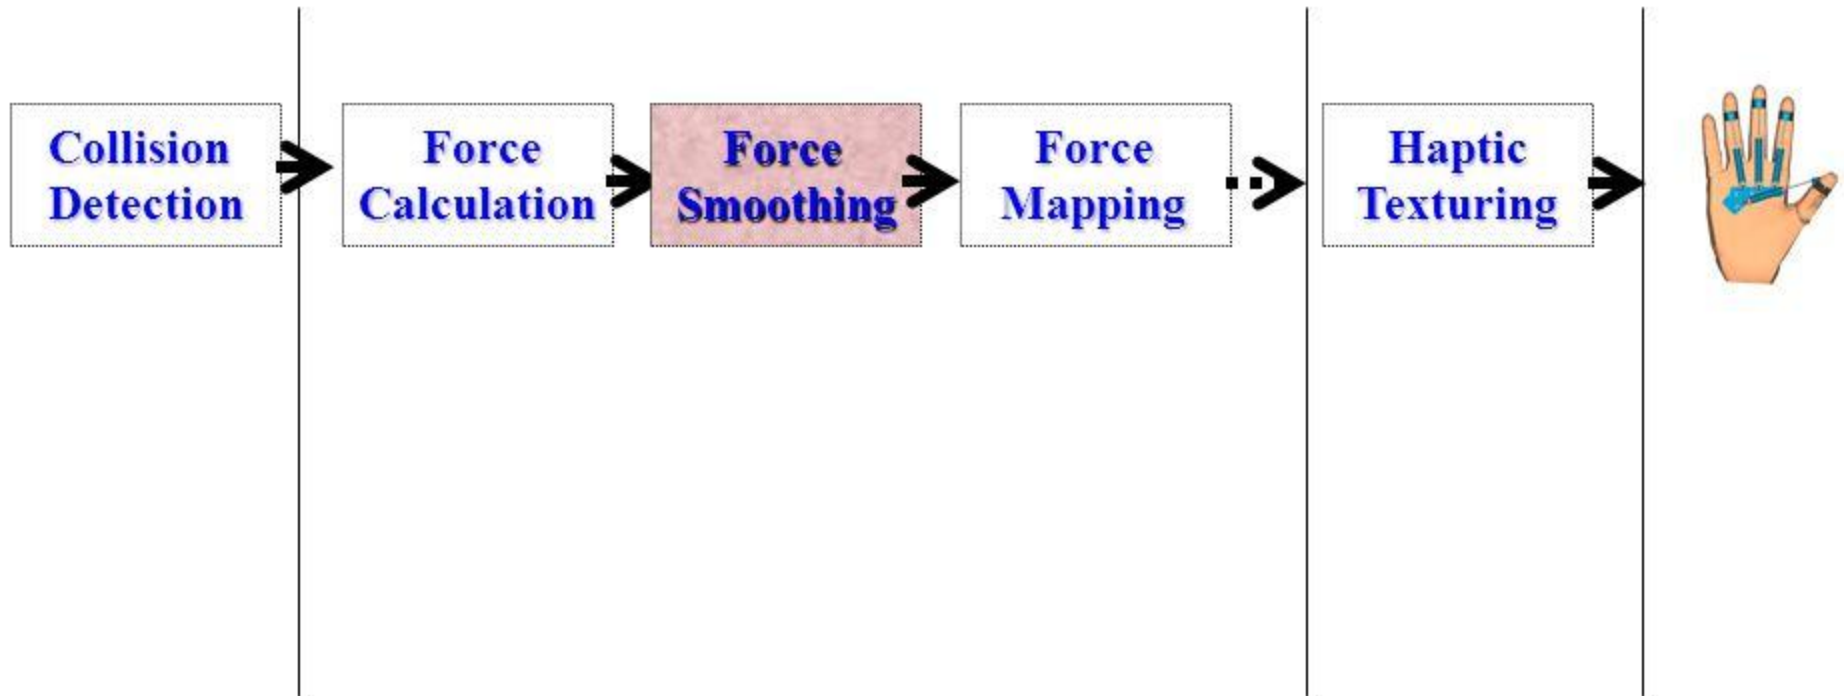 Collision
Detection
Force
Calculation
Force
Smoothing
Force
Mapping
Haptic
Texturing